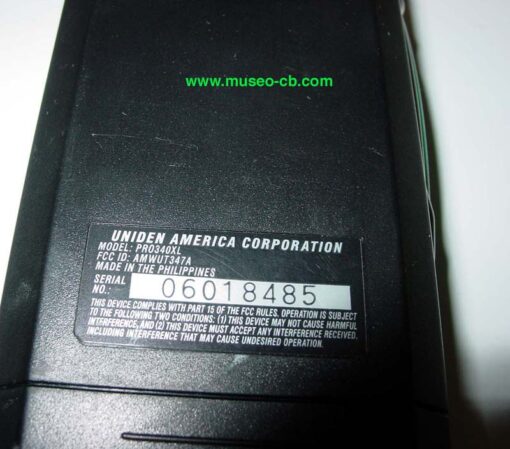 www.museo-cb.com
UNIDEN AMERICA CORPORATION
MODEL: PRO340XL
FCC ID: AMWUT347A
MADE IN THE PHILIPPINES
SERIAL NO.: 06018485
THIS DEVICE COMPLIES WITH PART 15 OF THE FCC RULES. OPERATION IS SUBJECT
TO THE FOLLOWING TWO CONDITIONS: (1) THIS DEVICE MAY NOT CAUSE HARMFUL
INTERFERENCE, AND (2) THIS DEVICE MUST ACCEPT ANY INTERFERENCE RECEIVED,
INCLUDING INTERFERENCE THAT MAY CAUSE UNDESIRED OPERATION.